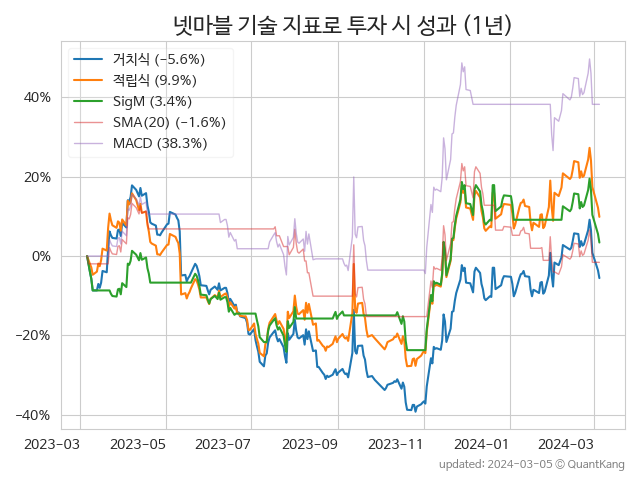 넷마블 기술 지표로 투자 시 성과 (1년)
거치식 (−5.6%)
적립식 (9.9%)
SigM (3.4%)
SMA(20) (−1.6%)
MACD (38.3%)
40%
20%
0%
−20%
−40%
2023-03 2023-05 2023-07 2023-09 2023-11 2024-01 2024-03
updated: 2024-03-05 ⓒ QuantKang